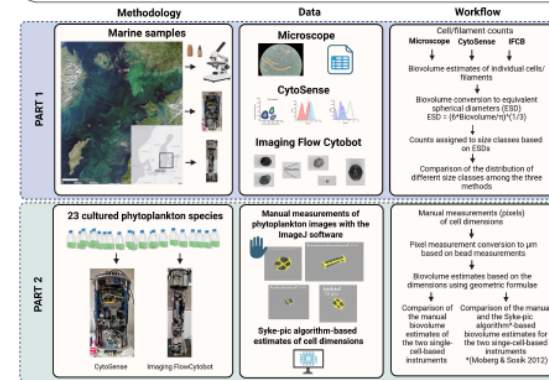 Methodology
Data
Workflow
PART 1
Marine samples
Microscope
CytoSense
Imaging Flow Cytobot
Cell/filament counts
Microscope CytoSense IFCB
Biovolume estimates of individual cells/
filaments
Biovolume conversion to equivalent
spherical diameters (ESD)
ESD = (6*Biovolume/π)^(1/3)
Counts assigned to size classes based
on ESDs
Comparison of the distribution of
different size classes among the three
methods
PART 2
23 cultured phytoplankton species
CytoSense
Imaging FlowCytobot
Manual measurements of
phytoplankton images with the
ImageJ software
Syke-pic algorithm-based
estimates of cell dimensions
Manual measurements (pixels)
of cell dimensions
Pixel measurement conversion to µm
based on bead measurements
Biovolume estimates based on the
dimensions using geometric formulae
Comparison of
the manual
biovolume
estimates of
the two single-
cell-based
instruments
Comparison of the manual
and the Syke-pic
algorithm*-based
biovolume estimates for
the two singe-cell-based
instruments
*(Moberg & Sosik 2012)